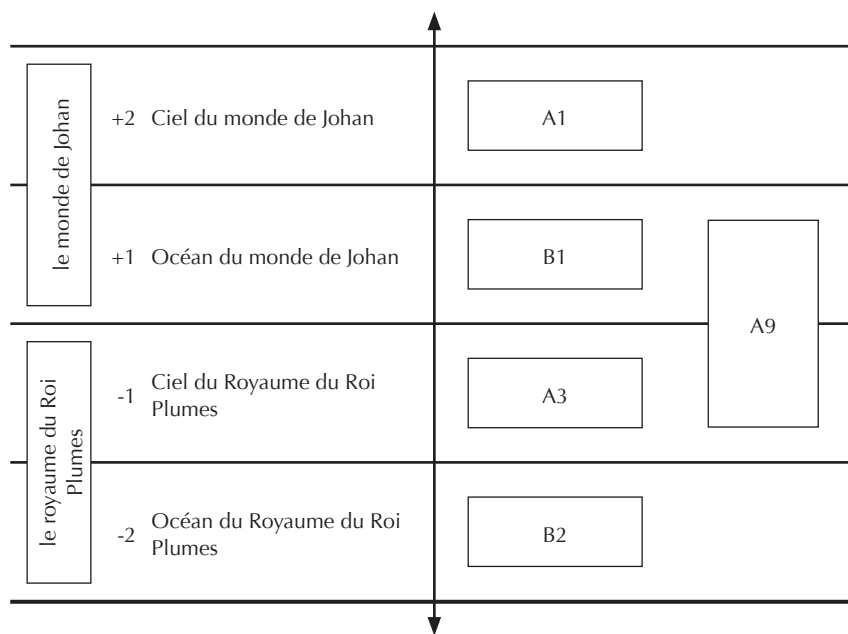 le monde de Johan
+2 Ciel du monde de Johan
A1
+1 Océan du monde de Johan
B1
A9
le royaume du Roi
Plumes
-1 Ciel du Royaume du Roi
Plumes
A3
-2 Océan du Royaume du Roi
Plumes
B2